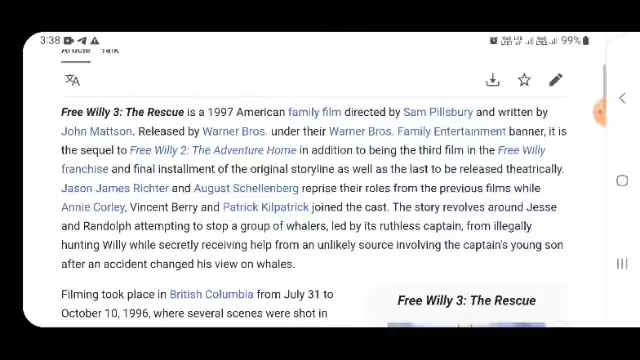 3:38
99%
Article Talk
Free Willy 3: The Rescue is a 1997 American family film directed by Sam Pillsbury and written by
John Mattson. Released by Warner Bros. under their Warner Bros. Family Entertainment banner, it is
the sequel to Free Willy 2: The Adventure Home in addition to being the third film in the Free Willy
franchise and final installment of the original storyline as well as the last to be released theatrically.
Jason James Richter and August Schellenberg reprise their roles from the previous films while
Annie Corley, Vincent Berry and Patrick Kilpatrick joined the cast. The story revolves around Jesse
and Randolph attempting to stop a group of whalers, led by its ruthless captain, from illegally
hunting Willy while secretly receiving help from an unlikely source involving the captain's young son
after an accident changed his view on whales.
Filming took place in British Columbia from July 31 to
October 10, 1996, where several scenes were shot in
Free Willy 3: The Rescue